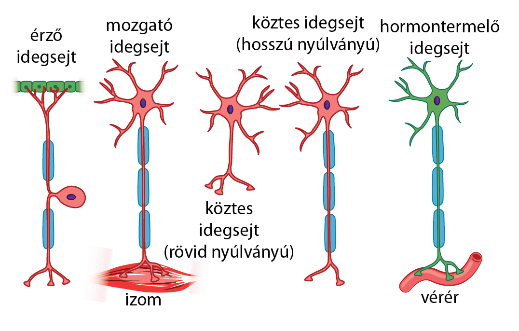 érző
idegsejt
mozgató
idegsejt
köztes idegsejt
(hosszú nyúlványú)
hormontermelő
idegsejt
köztes
idegsejt
(rövid nyúlványú)
izom
vérér